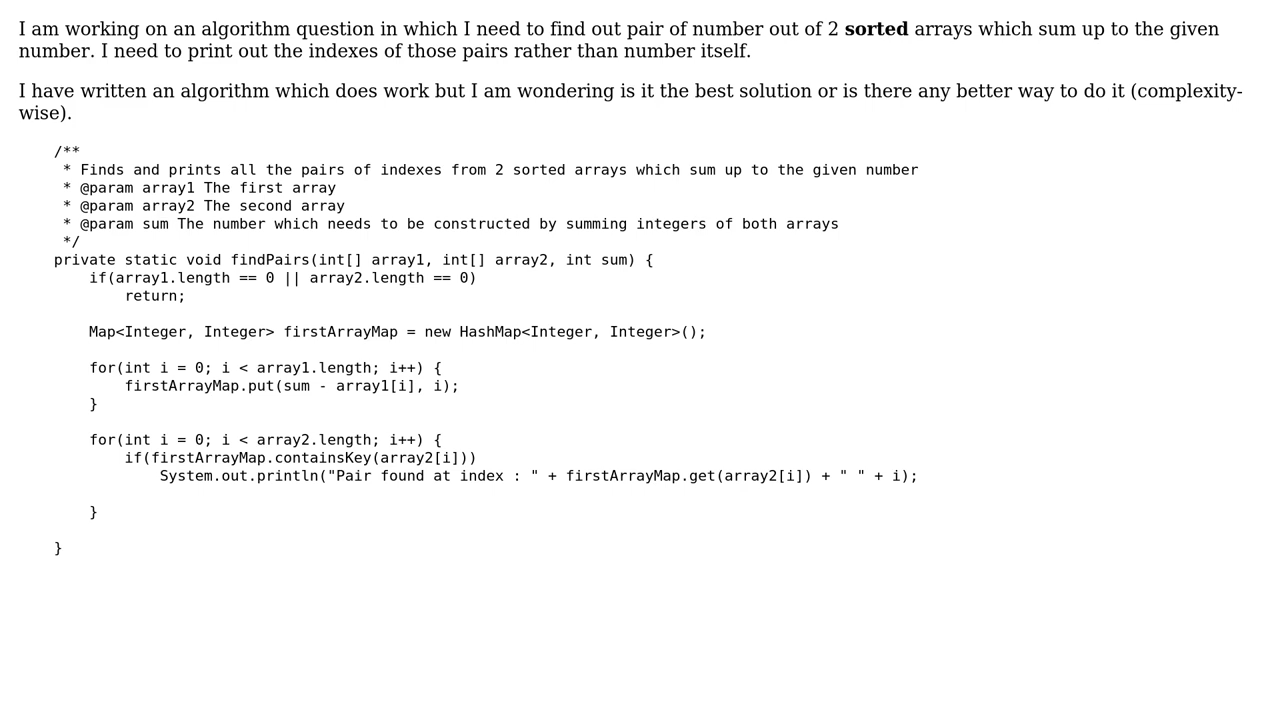 I am working on an algorithm question in which I need to find out pair of number out of 2 sorted arrays which sum up to the given
number. I need to print out the indexes of those pairs rather than number itself.
I have written an algorithm which does work but I am wondering is it the best solution or is there any better way to do it (complexity-
wise).
/**
 * Finds and prints all the pairs of indexes from 2 sorted arrays which sum up to the given number
 * @param array1 The first array
 * @param array2 The second array
 * @param sum The number which needs to be constructed by summing integers of both arrays
 */
private static void findPairs(int[] array1, int[] array2, int sum) {
    if(array1.length == 0 || array2.length == 0)
        return;
    Map<Integer, Integer> firstArrayMap = new HashMap<Integer, Integer>();
    for(int i = 0; i < array1.length; i++) {
        firstArrayMap.put(sum - array1[i], i);
    }
    for(int i = 0; i < array2.length; i++) {
        if(firstArrayMap.containsKey(array2[i]))
            System.out.println("Pair found at index : " + firstArrayMap.get(array2[i]) + " " + i);
    }
}